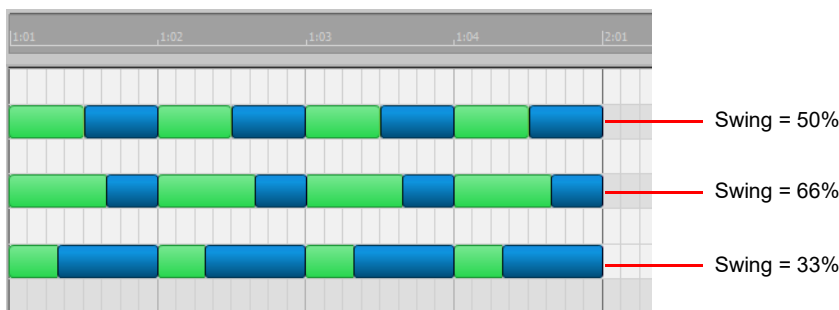 1:01 1:02 1:03 1:04 2:01
Swing = 50%
Swing = 66%
Swing = 33%